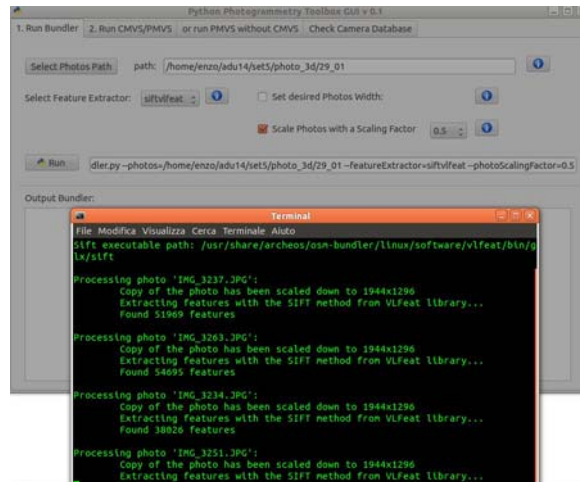 Python Photogrammetry Toolbox GUI v 0.1
1. Run Bundler 2. Run CMVS/PMVS or run PMVS without CMVS Check Camera Database
Select Photos Path path: /home/enzo/adu14/set5/photo_3d/29_01
Select Feature Extractor: siftvlfeat Set desired Photos Width:
Scale Photos with a Scaling Factor 0.5
Run dler.py --photos=/home/enzo/adu14/set5/photo_3d/29_01 --featureExtractor=siftvlfeat --photoScalingFactor=0.5
Output Bundler:
Terminal
File Modifica Visualizza Cerca Terminale Aiuto
Sift executable path: /usr/share/archeos/osm-bundler/linux/software/vlfeat/bin/g
lx/sift
Processing photo 'IMG_3237.JPG':
Copy of the photo has been scaled down to 1944x1296
Extracting features with the SIFT method from VLFeat library...
Found 51969 features
Processing photo 'IMG_3263.JPG':
Copy of the photo has been scaled down to 1944x1296
Extracting features with the SIFT method from VLFeat library...
Found 54695 features
Processing photo 'IMG_3234.JPG':
Copy of the photo has been scaled down to 1944x1296
Extracting features with the SIFT method from VLFeat library...
Found 38026 features
Processing photo 'IMG_3251.JPG':
Copy of the photo has been scaled down to 1944x1296
Extracting features with the SIFT method from VLFeat library...